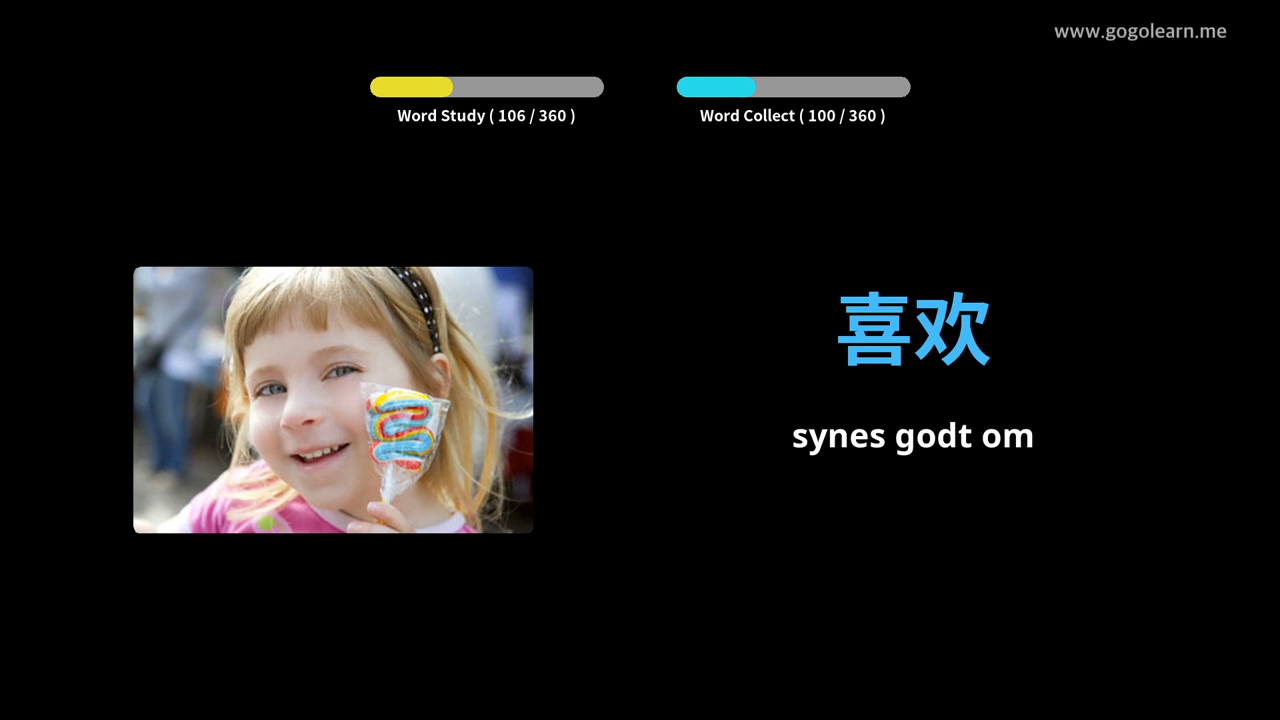 www.gogolearn.me
Word Study ( 106 / 360 )
Word Collect ( 100 / 360 )
喜欢
synes godt om